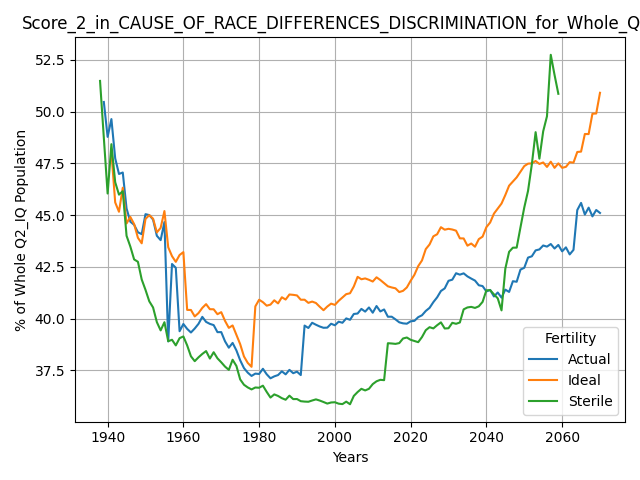 Score_2_in_CAUSE_OF_RACE_DIFFERENCES_DISCRIMINATION_for_Whole_Q
52.5
50.0
47.5
45.0
42.5
40.0
37.5
% of Whole Q2_IQ Population
1940 1960 1980 2000 2020 2040 2060
Years
Fertility
Actual
Ideal
Sterile